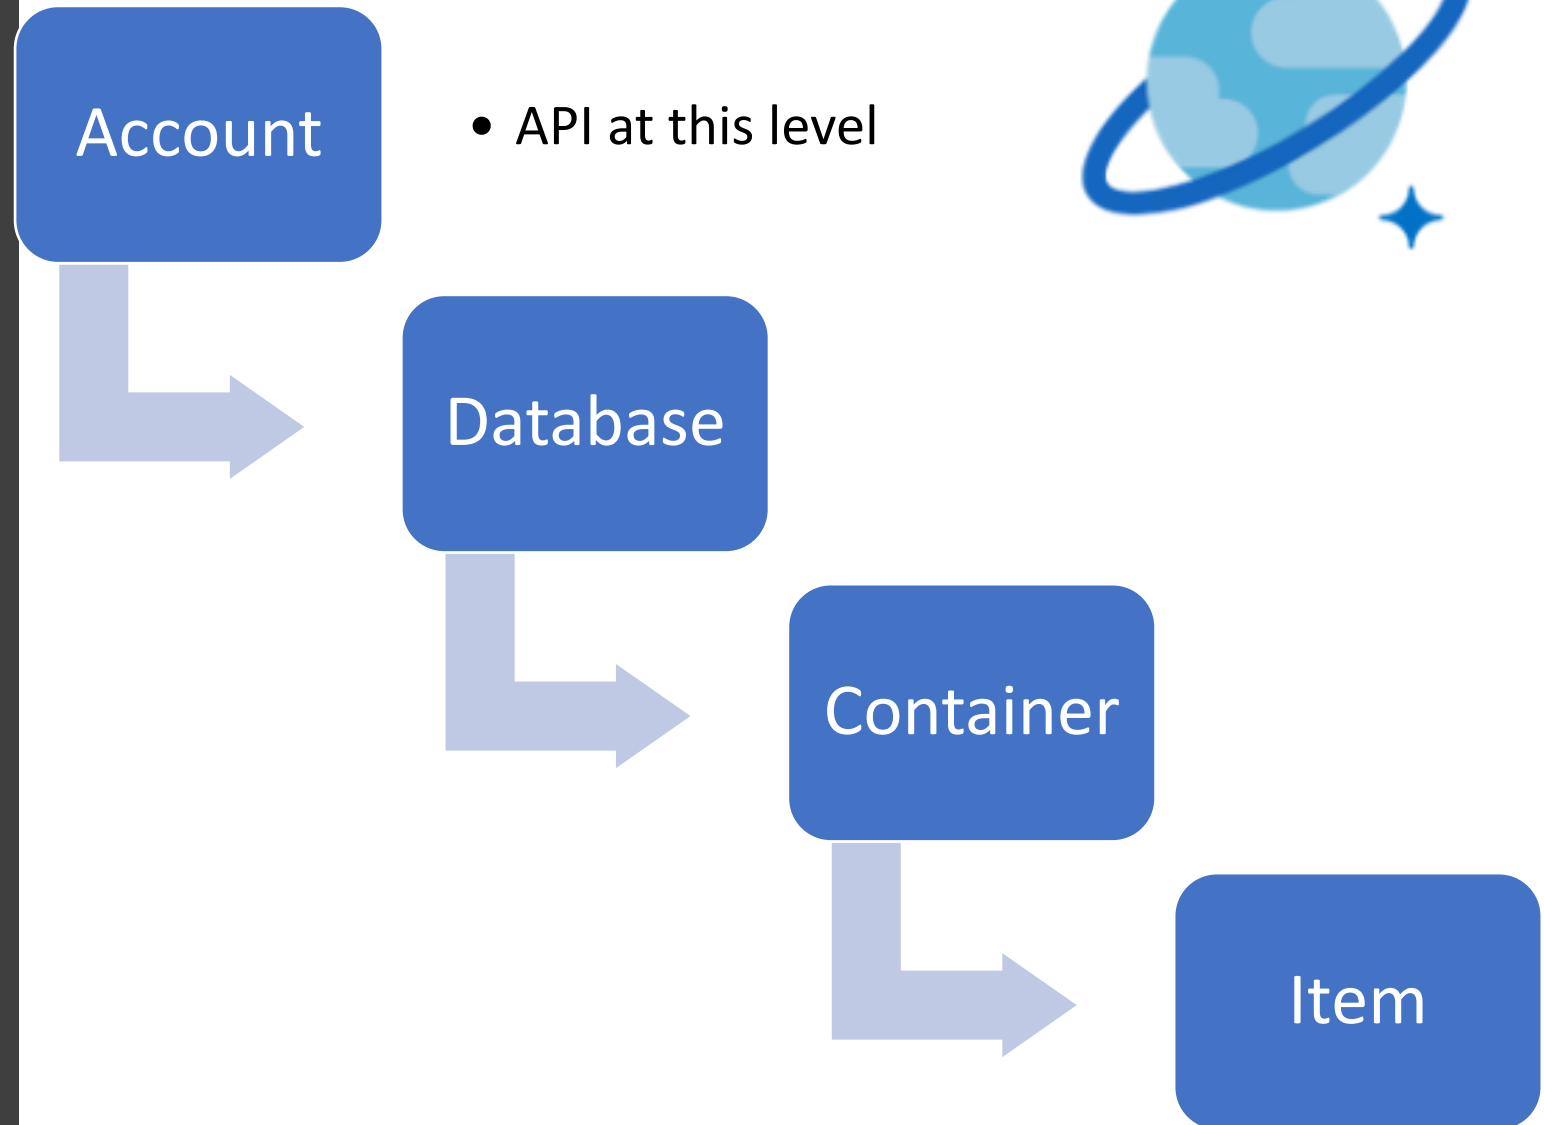 Account
• API at this level
Database
Container
Item